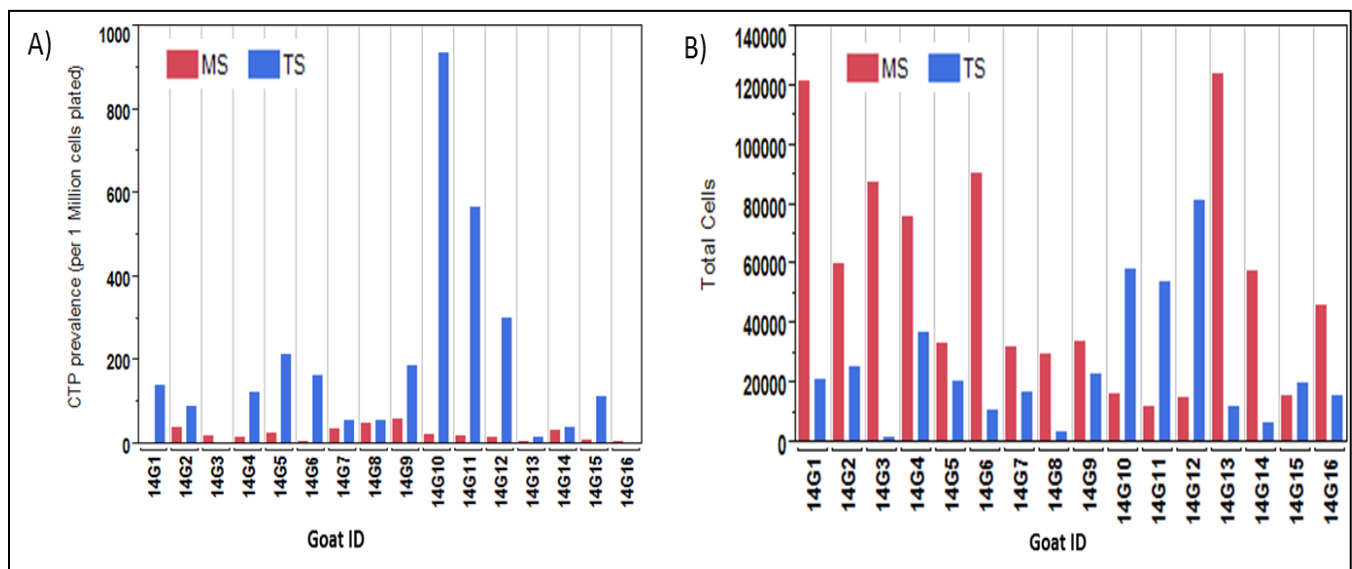 A)
MS TS
CTP prevalence (per 1 Million cells plated)
1000
800
600
400
200
0
14G1 14G2 14G3 14G4 14G5 14G6 14G7 14G8 14G9 14G10 14G11 14G12 14G13 14G14 14G15 14G16
Goat ID
B)
MS TS
Total Cells
140000
120000
100000
80000
60000
40000
20000
0
14G1 14G2 14G3 14G4 14G5 14G6 14G7 14G8 14G9 14G10 14G11 14G12 14G13 14G14 14G15 14G16
Goat ID